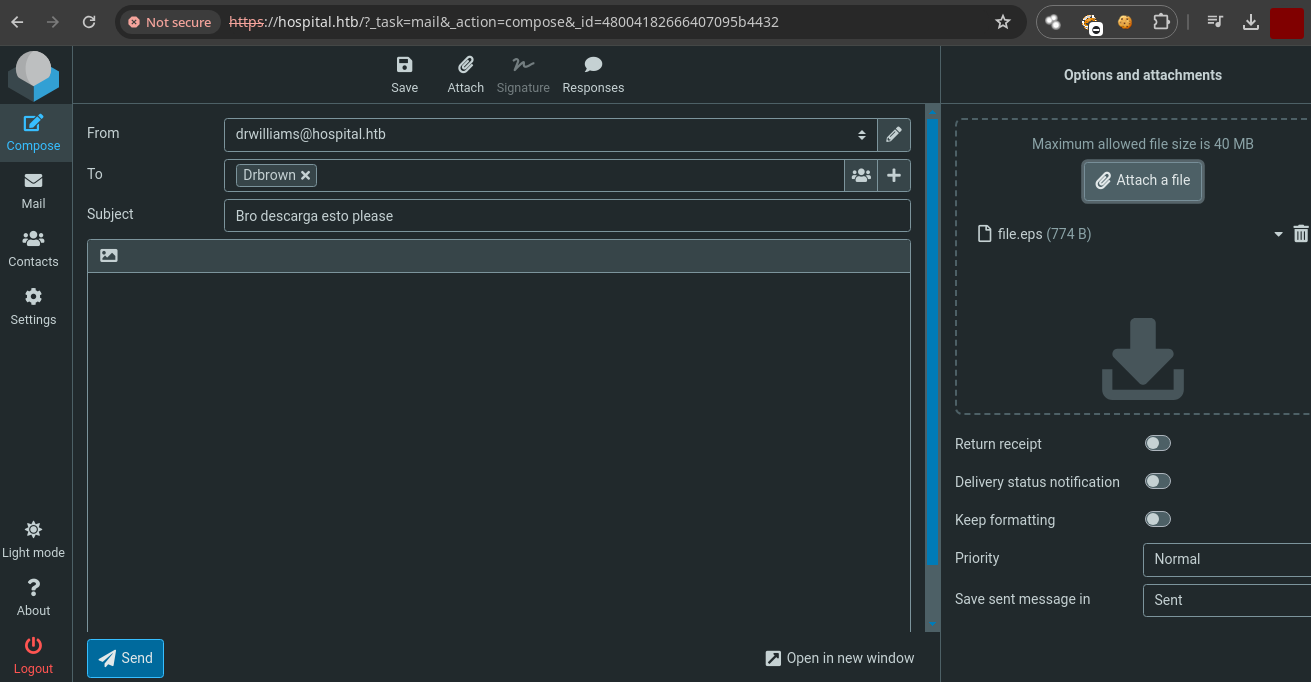 Not secure https://hospital.htb/?_task=mail&_action=compose&_id=48004182666407095b4432
Compose
Mail
Contacts
Settings
Light mode
About
Logout
Save Attach Signature Responses
From drwilliams@hospital.htb
To Drbrown
Subject Bro descarga esto please
Send Open in new window
Options and attachments
Maximum allowed file size is 40 MB
Attach a file
file.eps (774 B)
Return receipt
Delivery status notification
Keep formatting
Priority Normal
Save sent message in Sent